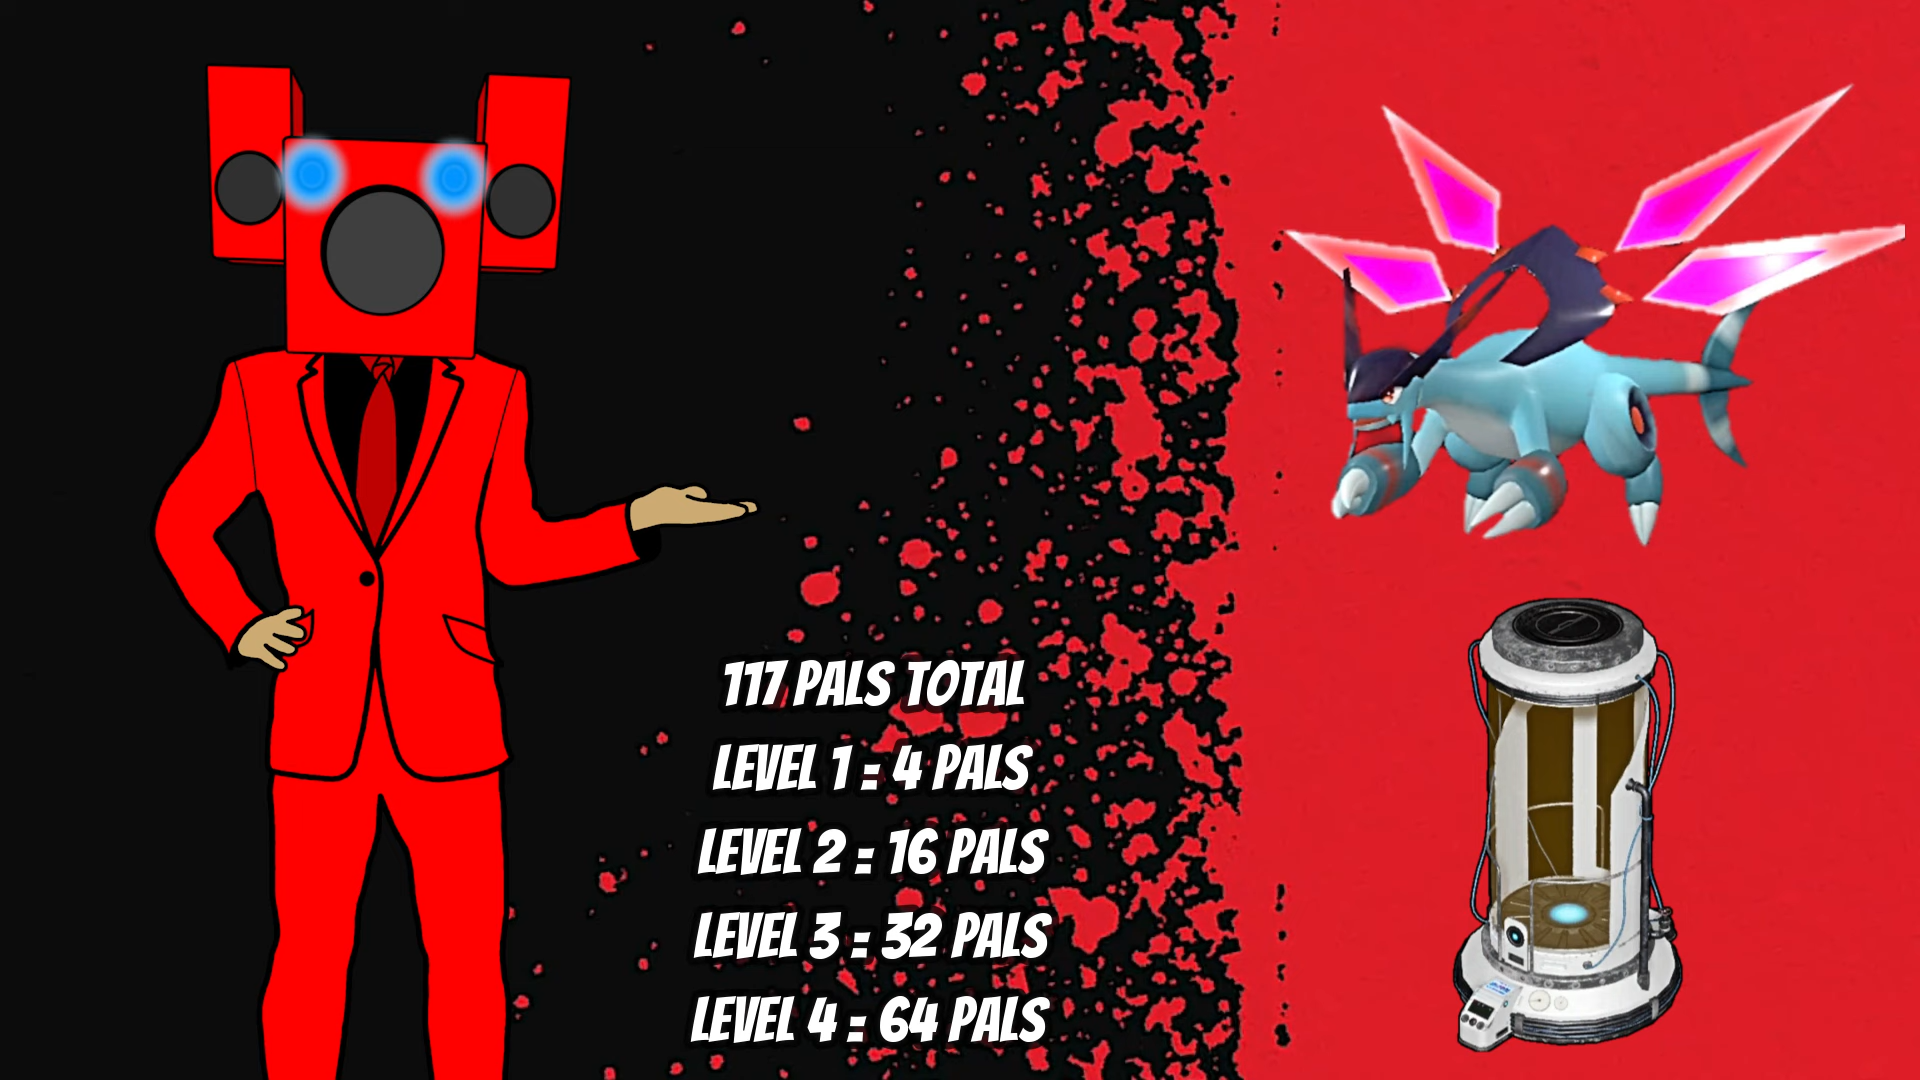 117 PALS TOTAL
LEVEL 1 : 4 PALS
LEVEL 2 : 16 PALS
LEVEL 3 : 32 PALS
LEVEL 4 : 64 PALS